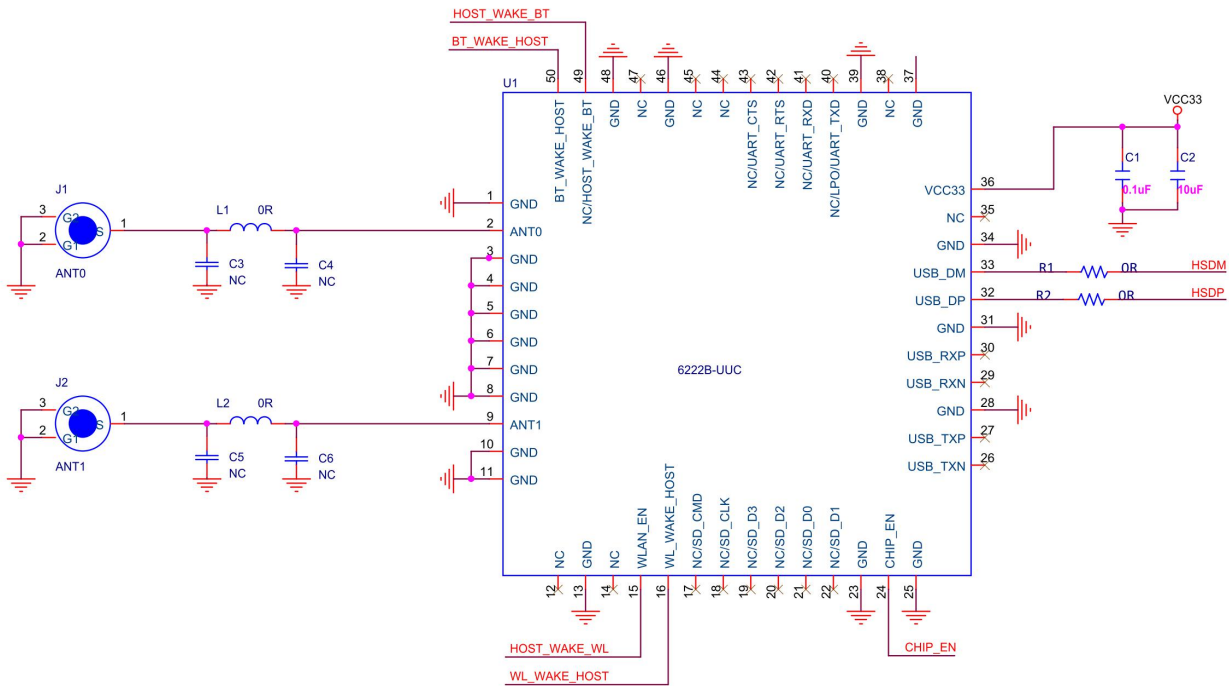 HOST_WAKE_BT
BT_WAKE_HOST
U1
50
49
48
47
46
45
44
43
42
41
40
39
38
37
BT_WAKE_HOST
NC/HOST_WAKE_BT
GND
NC
GND
NC
NC
NC/UART_CTS
NC/UART_RTS
NC/UART_RXD
NC/LPO/UART_TXD
GND
NC
GND
VCC33
C1
0.1uF
C2
10uF
J1
3
G2
2
G1
S
1
ANT0
L1 0R
C3
NC
C4
NC
1 GND
2 ANT0
3 GND
4 GND
5 GND
6 GND
7 GND
8 GND
9 ANT1
10 GND
11 GND
J2
3
G2
2
G1
S
1
ANT1
L2 0R
C5
NC
C6
NC
6222B-UUC
VCC33 36
NC 35
GND 34
USB_DM 33
R1 0R HSDM
USB_DP 32
R2 0R HSDP
GND 31
USB_RXP 30
USB_RXN 29
GND 28
USB_TXP 27
USB_TXN 26
NC
GND
NC
WLAN_EN
WL_WAKE_HOST
NC/SD_CMD
NC/SD_CLK
NC/SD_D3
NC/SD_D2
NC/SD_D0
NC/SD_D1
GND
CHIP_EN
GND
12
13
14
15
16
17
18
19
20
21
22
23
24
25
HOST_WAKE_WL
WL_WAKE_HOST
CHIP_EN